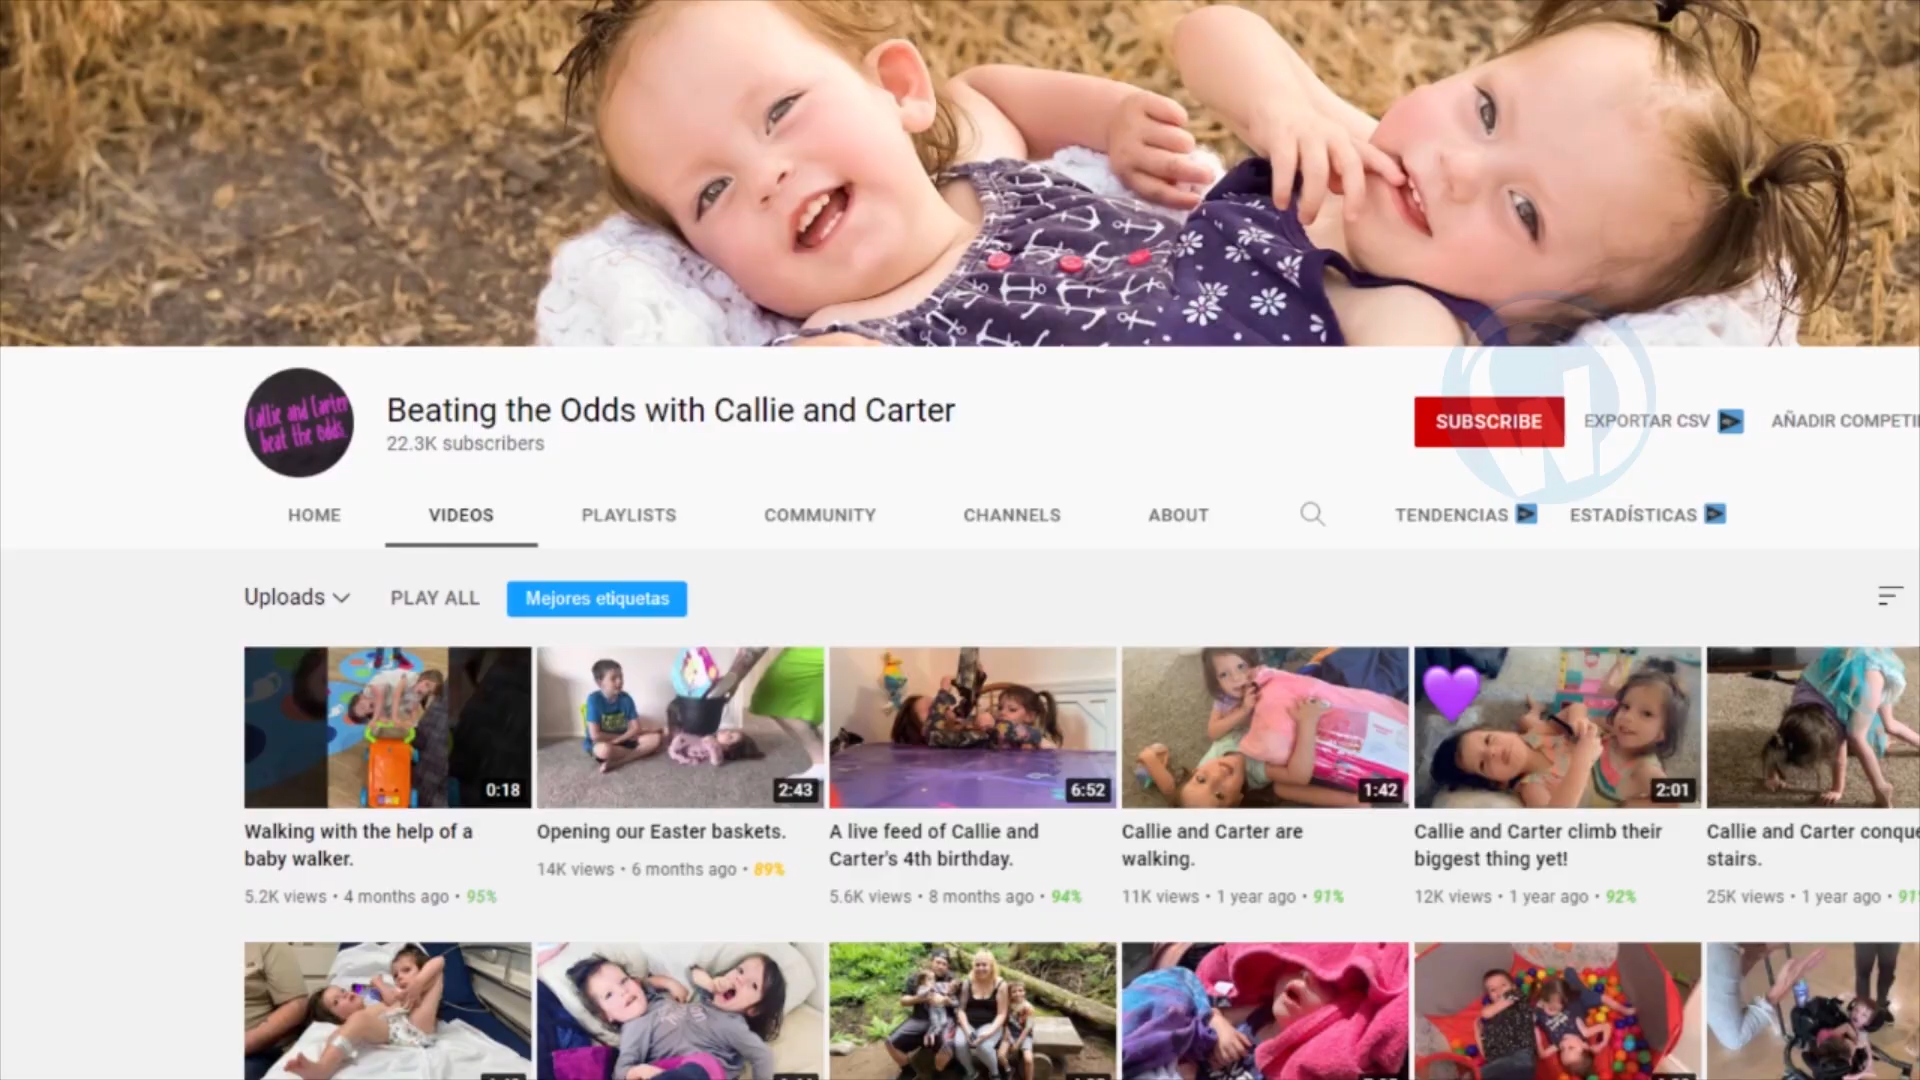 Callie and Carter
beat the odds.
Beating the Odds with Callie and Carter
22.3K subscribers
SUBSCRIBE
EXPORTAR CSV
AÑADIR COMPETI
HOME
VIDEOS
PLAYLISTS
COMMUNITY
CHANNELS
ABOUT
TENDENCIAS
ESTADÍSTICAS
Uploads
PLAY ALL
Mejores etiquetas
0:18
2:43
6:52
1:42
2:01
Walking with the help of a
baby walker.
5.2K views • 4 months ago • 95%
Opening our Easter baskets.
14K views • 6 months ago • 89%
A live feed of Callie and
Carter's 4th birthday.
5.6K views • 8 months ago • 94%
Callie and Carter are
walking.
11K views • 1 year ago • 91%
Callie and Carter climb their
biggest thing yet!
12K views • 1 year ago • 92%
Callie and Carter conque
stairs.
25K views • 1 year ago • 91
W